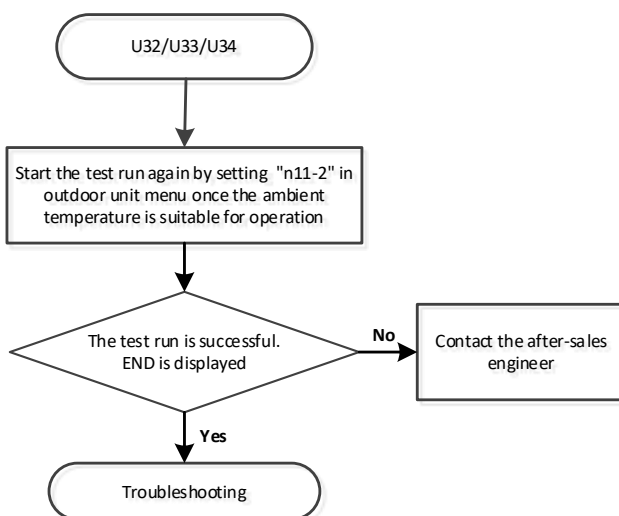 U32/U33/U34
Start the test run again by setting "n11-2" in
outdoor unit menu once the ambient
temperature is suitable for operation
The test run is successful.
END is displayed
No
Contact the after-sales
engineer
Yes
Troubleshooting